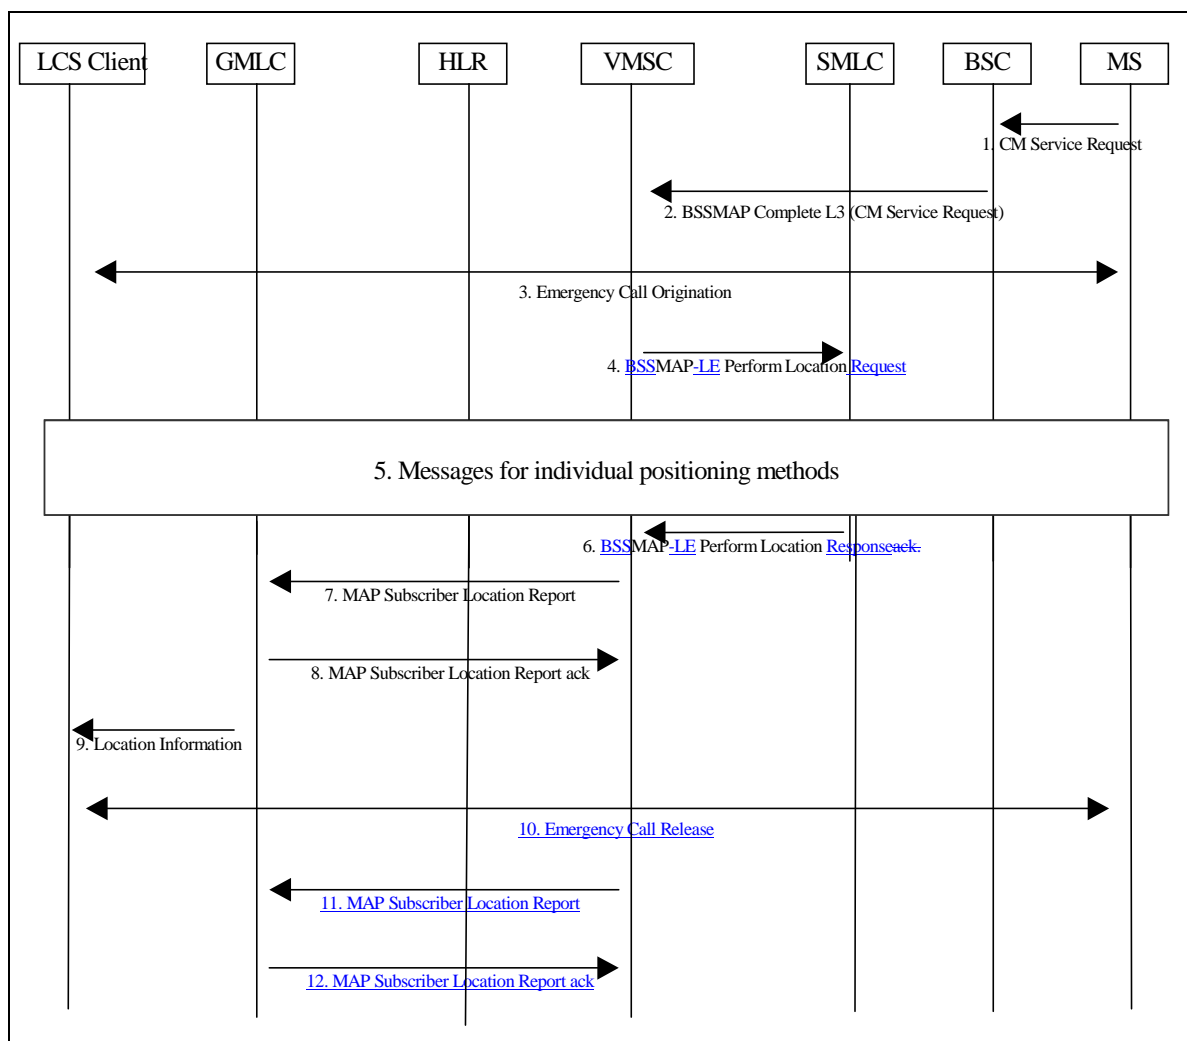 LCS Client GMLC HLR VMSC SMLC BSC MS
1. CM Service Request
2. BSSMAP Complete L3 (CM Service Request)
3. Emergency Call Origination
4. BSSMAP-LE Perform Location Request
5. Messages for individual positioning methods
6. BSSMAP-LE Perform Location Responseack.
7. MAP Subscriber Location Report
8. MAP Subscriber Location Report ack
9. Location Information
10. Emergency Call Release
11. MAP Subscriber Location Report
12. MAP Subscriber Location Report ack